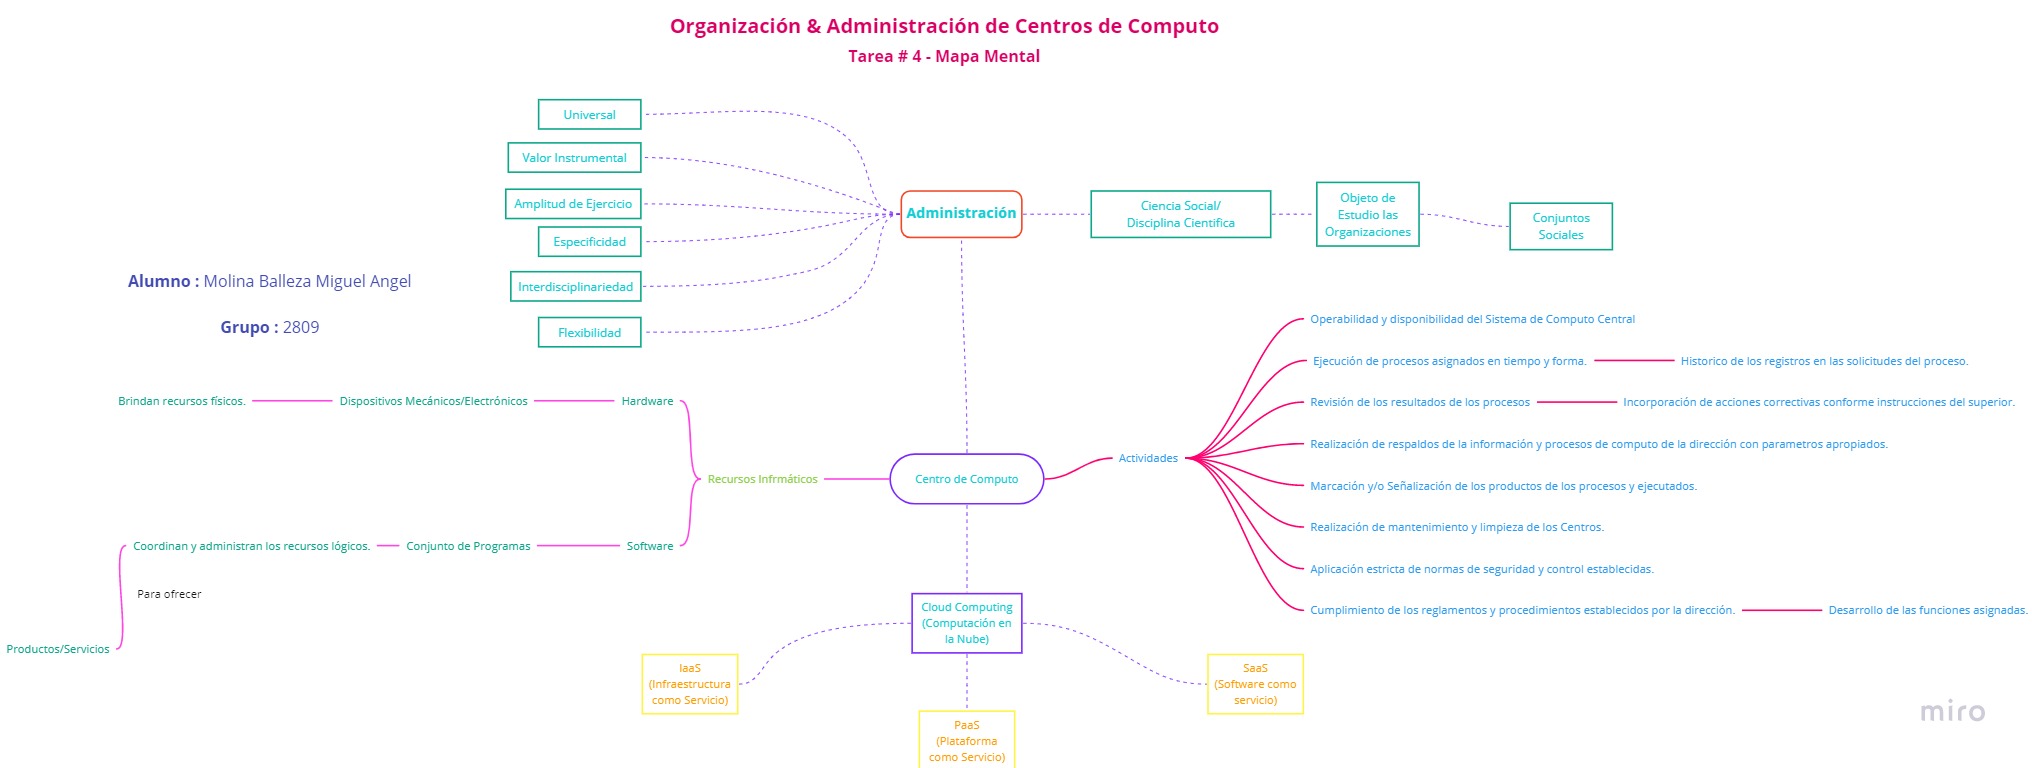 Organización & Administración de Centros de Computo
Tarea # 4 - Mapa Mental
Universal
Valor Instrumental
Amplitud de Ejercicio
Especificidad
Interdisciplinariedad
Flexibilidad
Administración
Ciencia Social/
Disciplina Cientifica
Objeto de
Estudio las
Organizaciones
Conjuntos
Sociales
Alumno : Molina Balleza Miguel Angel
Grupo : 2809
Brindan recursos físicos.
Dispositivos Mecánicos/Electrónicos
Hardware
Recursos Infrmáticos
Coordinan y administran los recursos lógicos.
Conjunto de Programas
Software
Para ofrecer
Productos/Servicios
Centro de Computo
Actividades
Operabilidad y disponibilidad del Sistema de Computo Central
Ejecución de procesos asignados en tiempo y forma.
Historico de los registros en las solicitudes del proceso.
Revisión de los resultados de los procesos
Incorporación de acciones correctivas conforme instrucciones del superior.
Realización de respaldos de la información y procesos de computo de la dirección con parametros apropiados.
Marcación y/o Señalización de los productos de los procesos y ejecutados.
Realización de mantenimiento y limpieza de los Centros.
Aplicación estricta de normas de seguridad y control establecidas.
Cumplimiento de los reglamentos y procedimientos establecidos por la dirección.
Desarrollo de las funciones asignadas.
Cloud Computing
(Computación en
la Nube)
IaaS
(Infraestructura
como Servicio)
PaaS
(Plataforma
como Servicio)
SaaS
(Software como
servicio)
miro